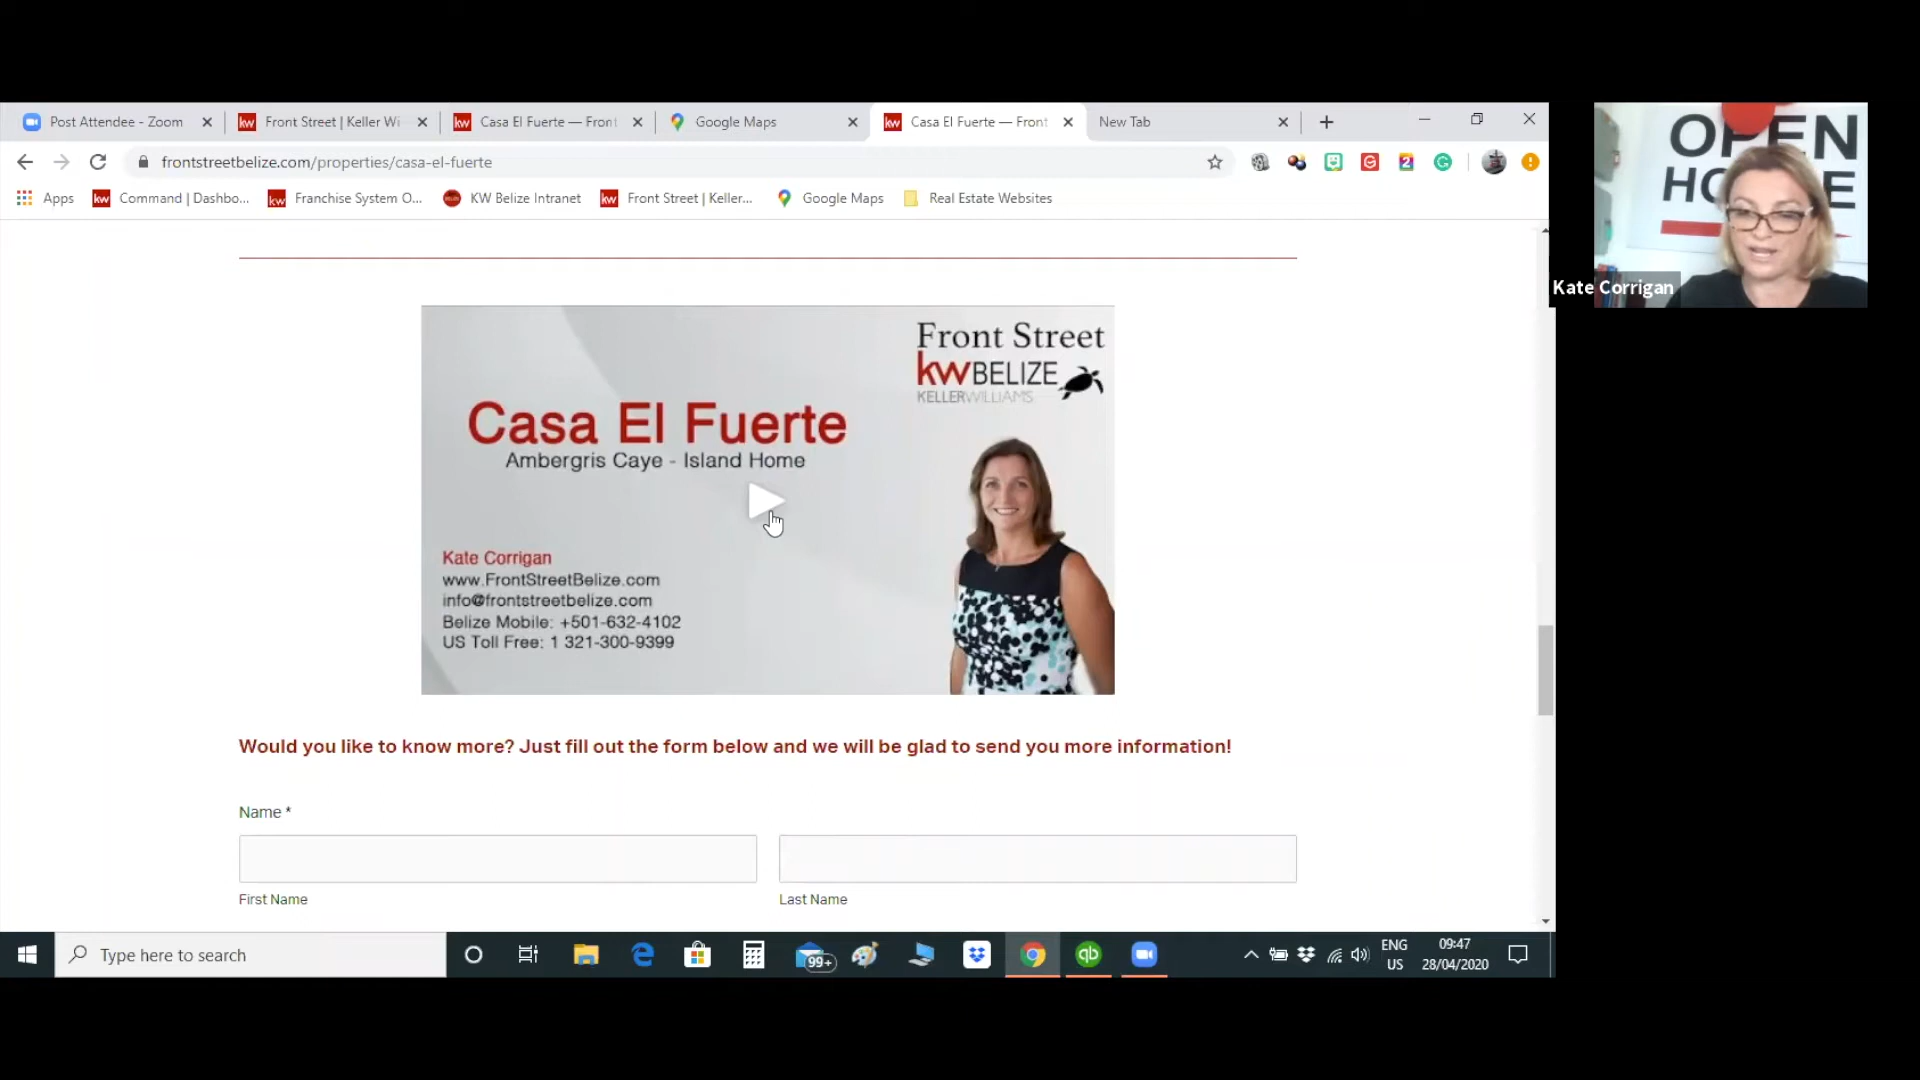 Post Attendee - Zoom
Front Street | Keller Wi
Casa El Fuerte — Front
Google Maps
Casa El Fuerte — Front
New Tab
frontstreetbelize.com/properties/casa-el-fuerte
Apps
Command | Dashbo...
Franchise System O...
KW Belize Intranet
Front Street | Keller...
Google Maps
Real Estate Websites
OPEN
Kate Corrigan
Front Street
kwBELIZE
KELLERWILLIAMS
Casa El Fuerte
Ambergris Caye - Island Home
Kate Corrigan
www.FrontStreetBelize.com
info@frontstreetbelize.com
Belize Mobile: +501-632-4102
US Toll Free: 1 321-300-9399
Would you like to know more? Just fill out the form below and we will be glad to send you more information!
Name *
First Name
Last Name
Type here to search
99+
qb
ENG
US
09:47
28/04/2020